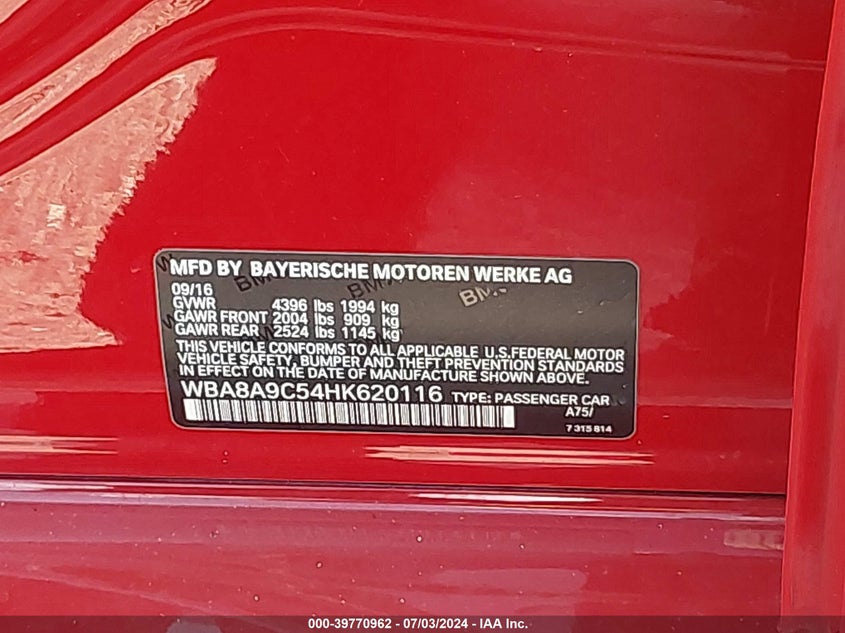 MFD BY BAYERISCHE MOTOREN WERKE AG
09/16
GVWR 4396 lbs 1994 kg
GAWR FRONT 2004 lbs 909 kg
GAWR REAR 2524 lbs 1145 kg
THIS VEHICLE CONFORMS TO ALL APPLICABLE U.S.FEDERAL MOTOR
VEHICLE SAFETY, BUMPER AND THEFT PREVENTION STANDARDS
IN EFFECT ON THE DATE OF MANUFACTURE SHOWN ABOVE.
WBA8A9C54HK620116 TYPE: PASSENGER CAR
A75/
7 315 814
000-39770962 - 07/03/2024 - IAA Inc.